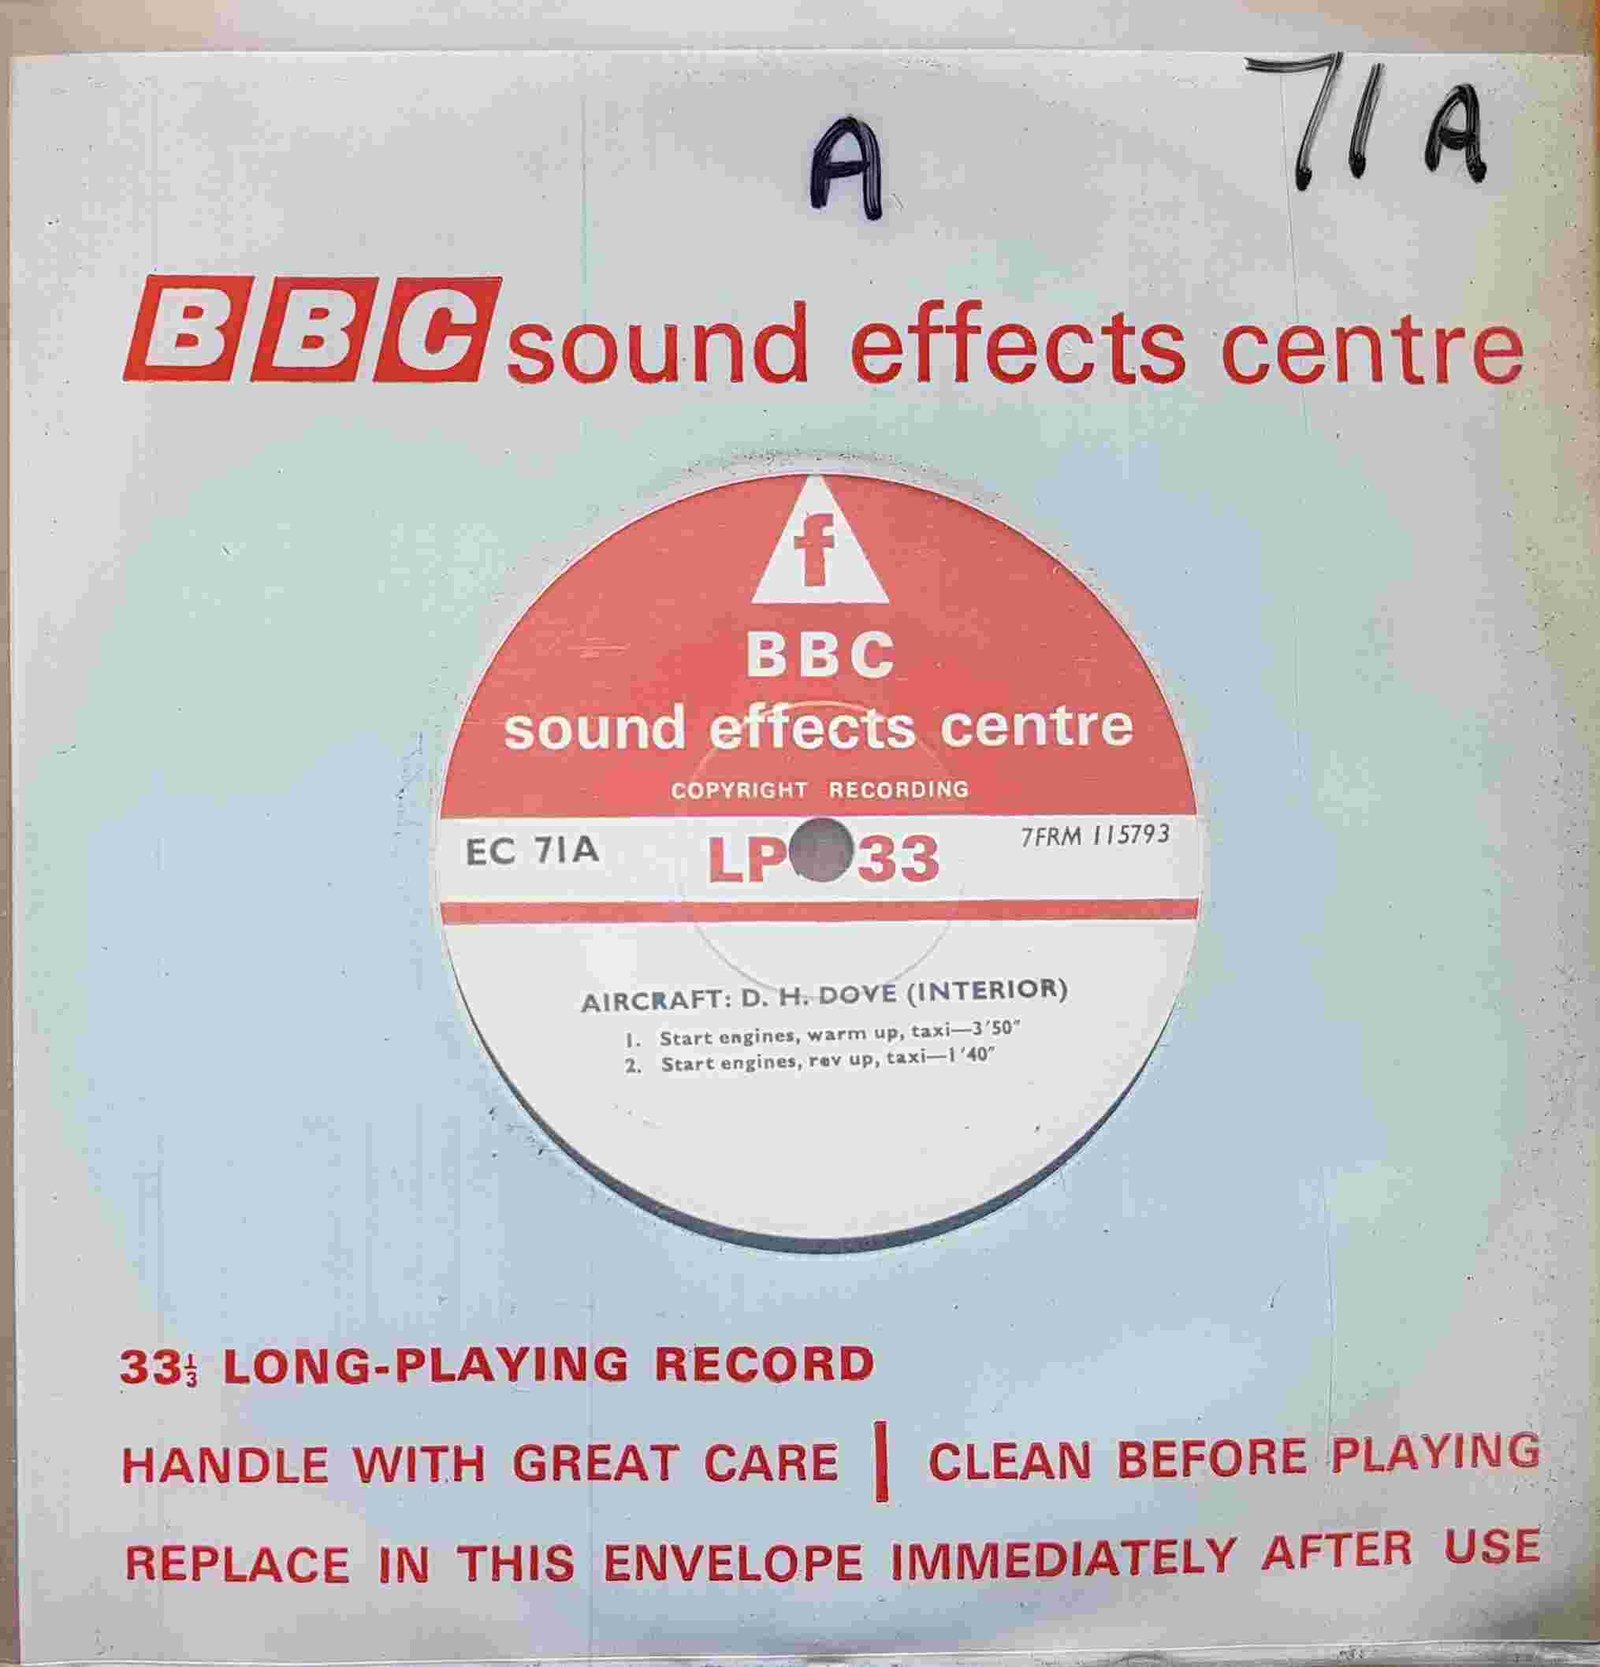 71 A
A
BBC sound effects centre
f
BBC
sound effects centre
COPYRIGHT RECORDING
EC 71A LP 33 7FRM 115793
AIRCRAFT: D. H. DOVE (INTERIOR)
1. Start engines, warm up, taxi—3'50"
2. Start engines, rev up, taxi—1'40"
33⅓ LONG-PLAYING RECORD
HANDLE WITH GREAT CARE | CLEAN BEFORE PLAYING
REPLACE IN THIS ENVELOPE IMMEDIATELY AFTER USE